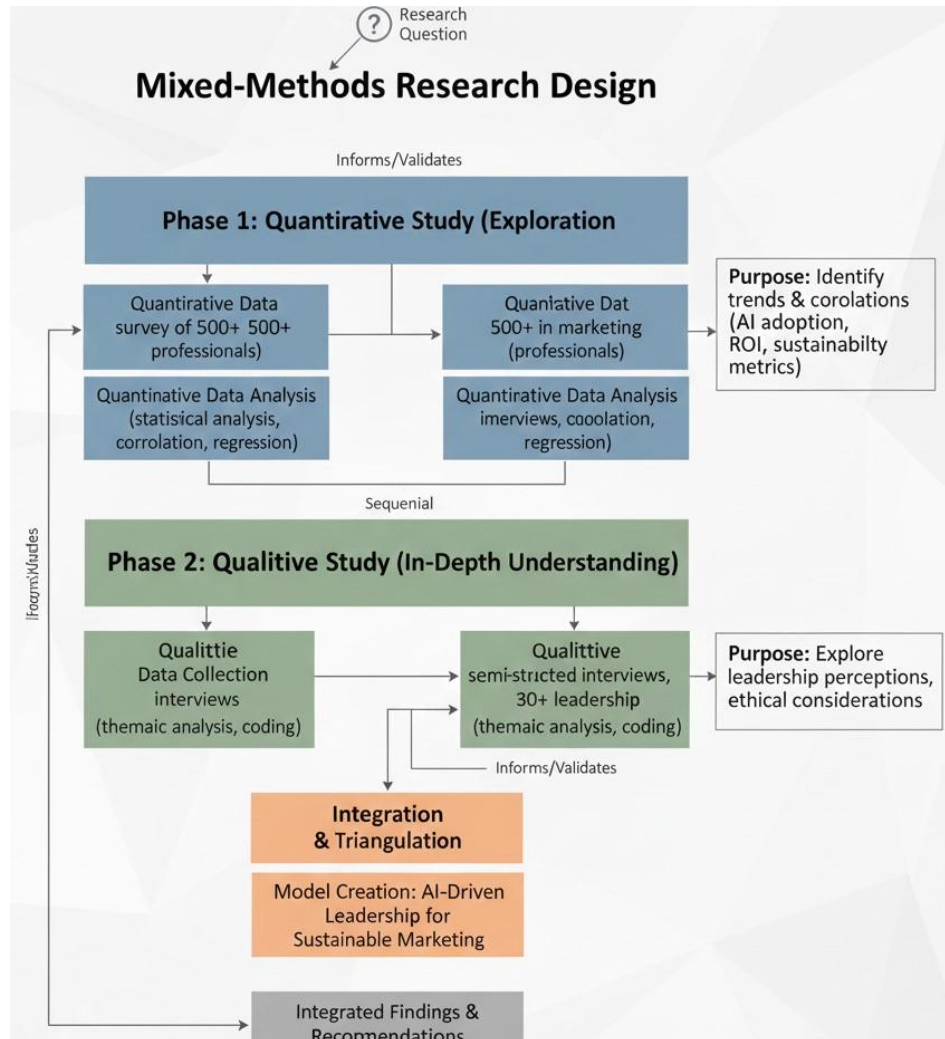 Research
Question
Mixed-Methods Research Design
Informs/Validates
Phase 1: Quantirative Study (Exploration
Quantirative Data
survey of 500+ 500+
professionals)
Quaniative Dat
500+ in marketing
(professionals)
Purpose: Identify
trends & corolations
(AI adoption,
ROI, sustainabilty
metrics)
Quantinative Data Analysis
(statisical analysis,
corrolation, regression)
Quantirative Data Analysis
imerviews, coolation,
regression)
Sequenial
Phase 2: Qualitive Study (In-Depth Understanding)
Qualittie
Data Collection
interviews
(themaic analysis, coding)
Qualittive
semi-stricted interviews,
30+ leadership
(themaic analysis, coding)
Purpose: Explore
leadership perceptions,
ethical considerations
Informs/Validates
Integration
& Triangulation
Model Creation: AI-Driven
Leadership for
Sustainable Marketing
Integrated Findings &